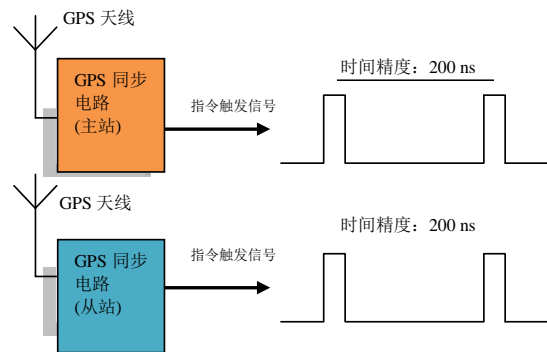 GPS 天线
GPS 同步
电路
(主站)
指令触发信号
时间精度：200 ns
GPS 天线
GPS 同步
电路
(从站)
指令触发信号
时间精度：200 ns